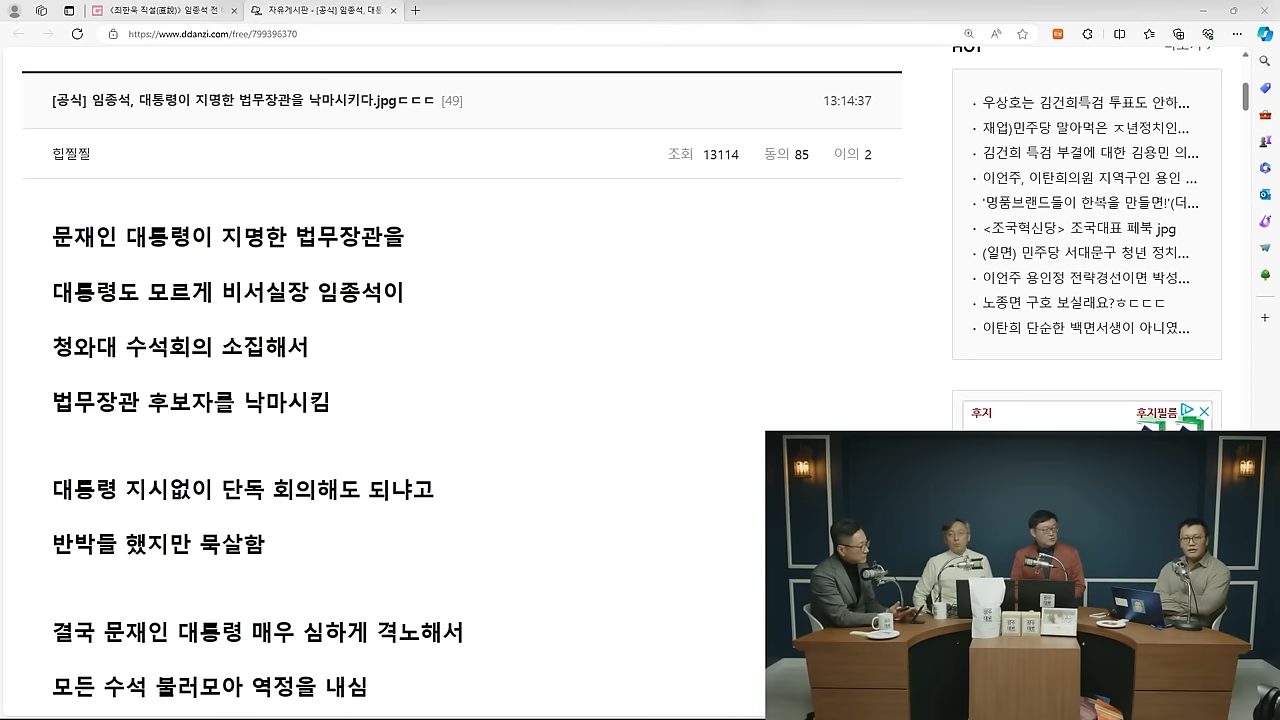 《최한욱 직설(直說)》임종석 전
자유게시판 - [공식] 임종석, 대통
https://www.ddanzi.com/free/799396370
HOT
[공식] 임종석, 대통령이 지명한 법무장관을 낙마시키다.jpgㄷㄷㄷ [49]
13:14:37
힙찔찔
조회 13114 동의 85 이의 2
문재인 대통령이 지명한 법무장관을
대통령도 모르게 비서실장 임종석이
청와대 수석회의 소집해서
법무장관 후보자를 낙마시킴
대통령 지시없이 단독 회의해도 되냐고
반박들 했지만 묵살함
결국 문재인 대통령 매우 심하게 격노해서
모든 수석 불러모아 역정을 내심
· 우상호는 김건희특검 투표도 안하...
· 재업)민주당 말아먹은 ㅈ년정치인...
· 김건희 특검 부결에 대한 김용민 의...
· 이언주, 이탄희의원 지역구인 용인 ...
· '명품브랜드들이 한복을 만들면!'(더...
· <조국혁신당> 조국대표 페북 jpg
· (일면) 민주당 서대문구 청년 정치...
· 이언주 용인정 전략경선이면 박성...
· 노종면 구호 보실래요?ㅎㄷㄷㄷ
· 이탄희 단순한 백면서생이 아니였...
후지
후지필름